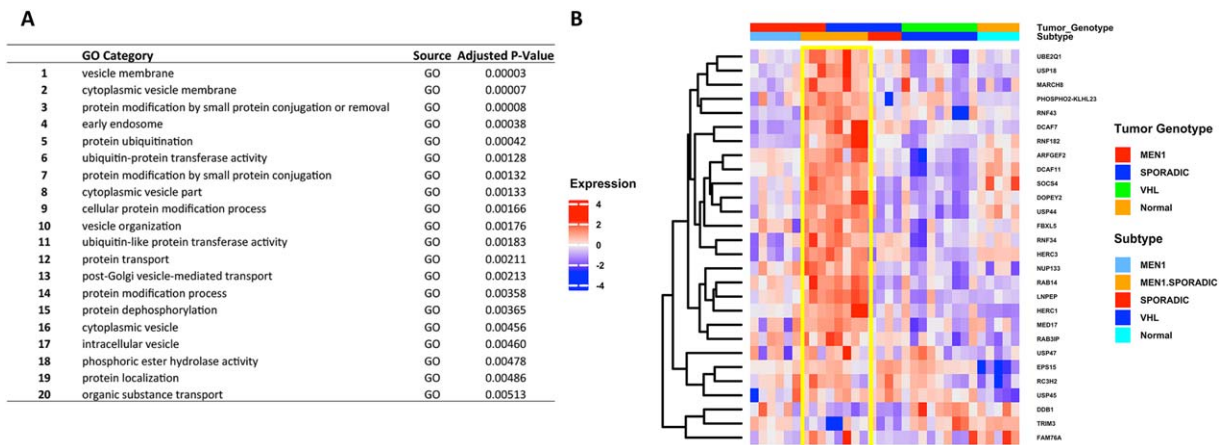 A
GO Category Source Adjusted P-Value
1 vesicle membrane GO 0.00003
2 cytoplasmic vesicle membrane GO 0.00007
3 protein modification by small protein conjugation or removal GO 0.00008
4 early endosome GO 0.00038
5 protein ubiquitination GO 0.00042
6 ubiquitin-protein transferase activity GO 0.00128
7 protein modification by small protein conjugation GO 0.00132
8 cytoplasmic vesicle part GO 0.00133
9 cellular protein modification process GO 0.00166
10 vesicle organization GO 0.00176
11 ubiquitin-like protein transferase activity GO 0.00183
12 protein transport GO 0.00211
13 post-Golgi vesicle-mediated transport GO 0.00213
14 protein modification process GO 0.00358
15 protein dephosphorylation GO 0.00365
16 cytoplasmic vesicle GO 0.00456
17 intracellular vesicle GO 0.00460
18 phosphoric ester hydrolase activity GO 0.00478
19 protein localization GO 0.00486
20 organic substance transport GO 0.00513
B
Tumor_Genotype
Subtype
UBE2Q1
USP18
MARCH8
PHOSPHO2-KLHL23
RNF43
DCAF7
RNF182
ARFGEF2
DCAF11
SOCS4
DOPEY2
USP44
FBXL5
RNF34
HERC3
NUP133
RAB14
LNPEP
HERC1
MED17
RAB3IP
USP47
EPS15
RC3H2
USP45
DDB1
TRIM3
FAM76A
Expression
4
2
0
-2
-4
Tumor Genotype
MEN1
SPORADIC
VHL
Normal
Subtype
MEN1
MEN1.SPORADIC
SPORADIC
VHL
Normal